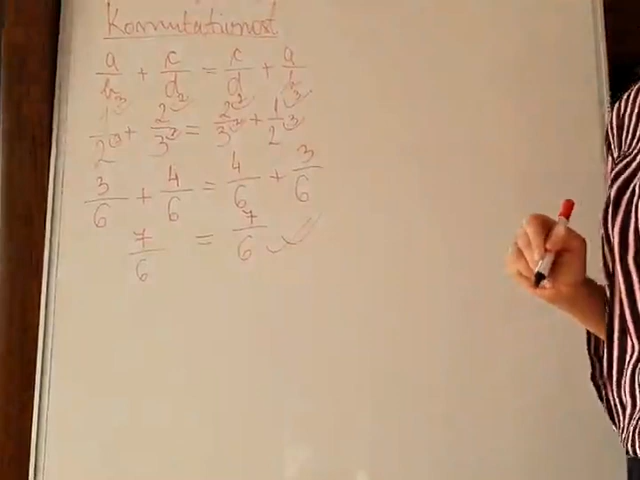 Komutativnost
a/b + c/d = c/d + a/b
1/2 + 2/3 = 2/3 + 1/2
3/6 + 4/6 = 4/6 + 3/6
7/6 = 7/6